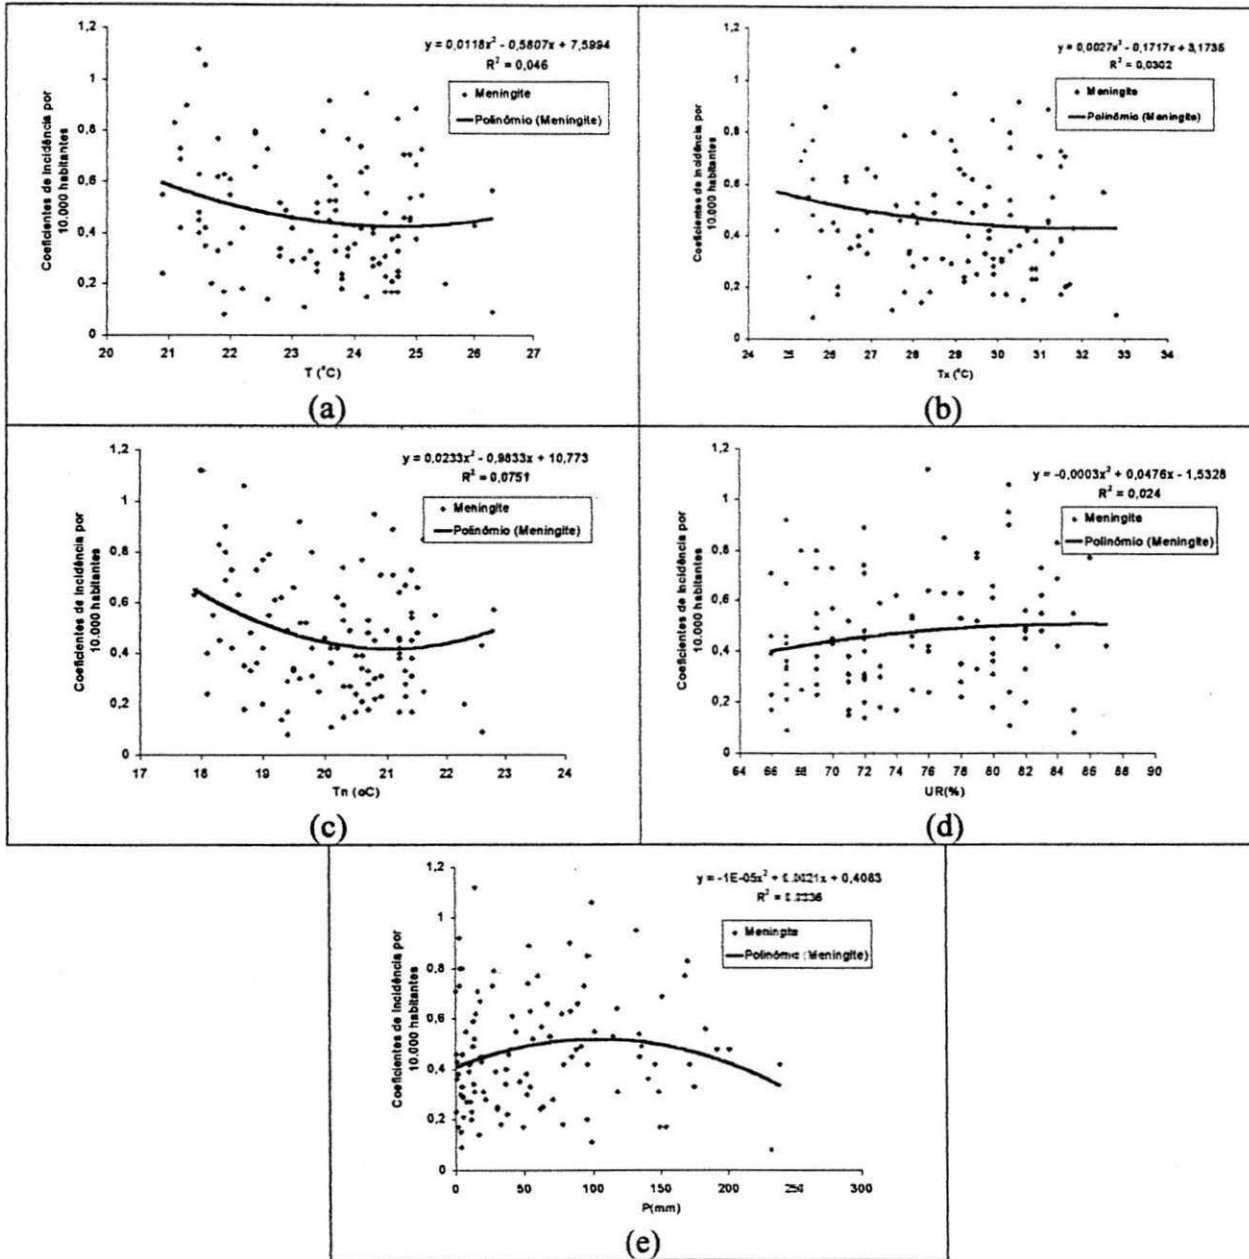 y = 0,0118x² - 0,5807x + 7,5994
R² = 0,046
Meningite
Polinômio (Meningite)
Coeficientes de incidência por
10.000 habitantes
1,2
1
0,8
0,6
0,4
0,2
0
20 21 22 23 24 25 26 27
T (°C)
(a)
y = 0,0027x² - 0,1717x + 3,1735
R² = 0,0302
Meningite
Polinômio (Meningite)
Coeficientes de incidência por
10.000 habitantes
1,2
1
0,8
0,6
0,4
0,2
0
24 25 26 27 28 29 30 31 32 33 34
Tx (°C)
(b)
y = 0,0233x² - 0,9833x + 10,773
R² = 0,0751
Meningite
Polinômio (Meningite)
Coeficientes de incidência por
10.000 habitantes
1,2
1
0,8
0,6
0,4
0,2
0
17 18 19 20 21 22 23 24
Tn (oC)
(c)
y = -0,0003x² + 0,0476x - 1,5328
R² = 0,024
Meningite
Polinômio (Meningite)
Coeficientes de incidência por
10.000 habitantes
1,2
1
0,8
0,6
0,4
0,2
0
64 66 68 70 72 74 76 78 80 82 84 86 88 90
UR(%)
(d)
y = -1E-05x² + 0,0021x + 0,4083
R² =
Meningite
Polinômio (Meningite)
Coeficientes de incidência por
10.000 habitantes
1,2
1
0,8
0,6
0,4
0,2
0
0 50 100 150 200 250 300
P(mm)
(e)